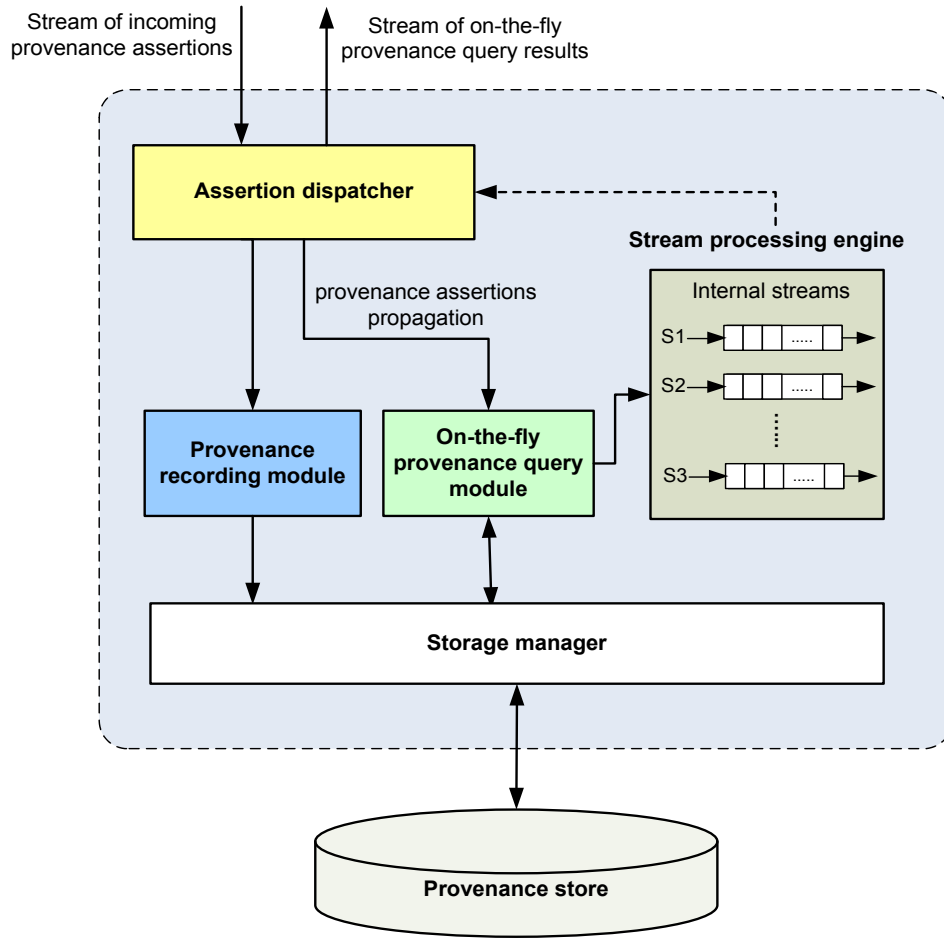 Stream of incoming
provenance assertions
Stream of on-the-fly
provenance query results
Assertion dispatcher
Stream processing engine
provenance assertions
propagation
Internal streams
S1
.....
S2
.....
S3
.....
Provenance
recording module
On-the-fly
provenance query
module
Storage manager
Provenance store